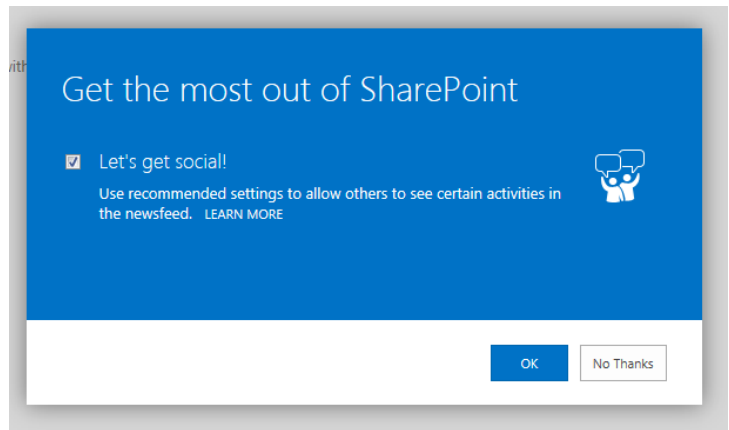 Get the most out of SharePoint
Let's get social!
Use recommended settings to allow others to see certain activities in
the newsfeed. LEARN MORE
OK No Thanks